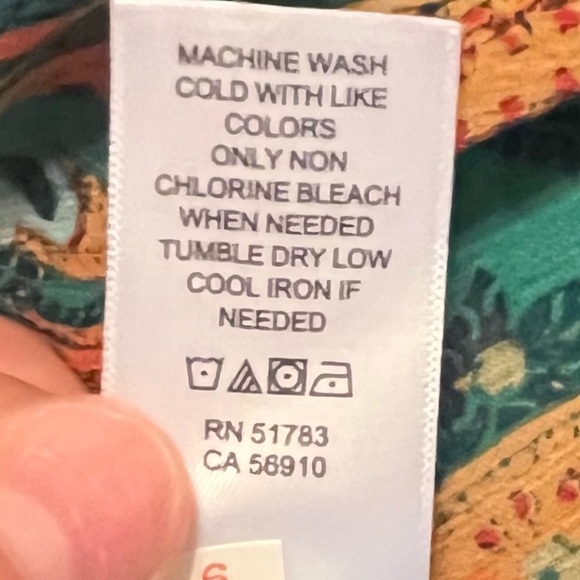 MACHINE WASH
COLD WITH LIKE
COLORS
ONLY NON
CHLORINE BLEACH
WHEN NEEDED
TUMBLE DRY LOW
COOL IRON IF
NEEDED
RN 51783
CA 56910
S